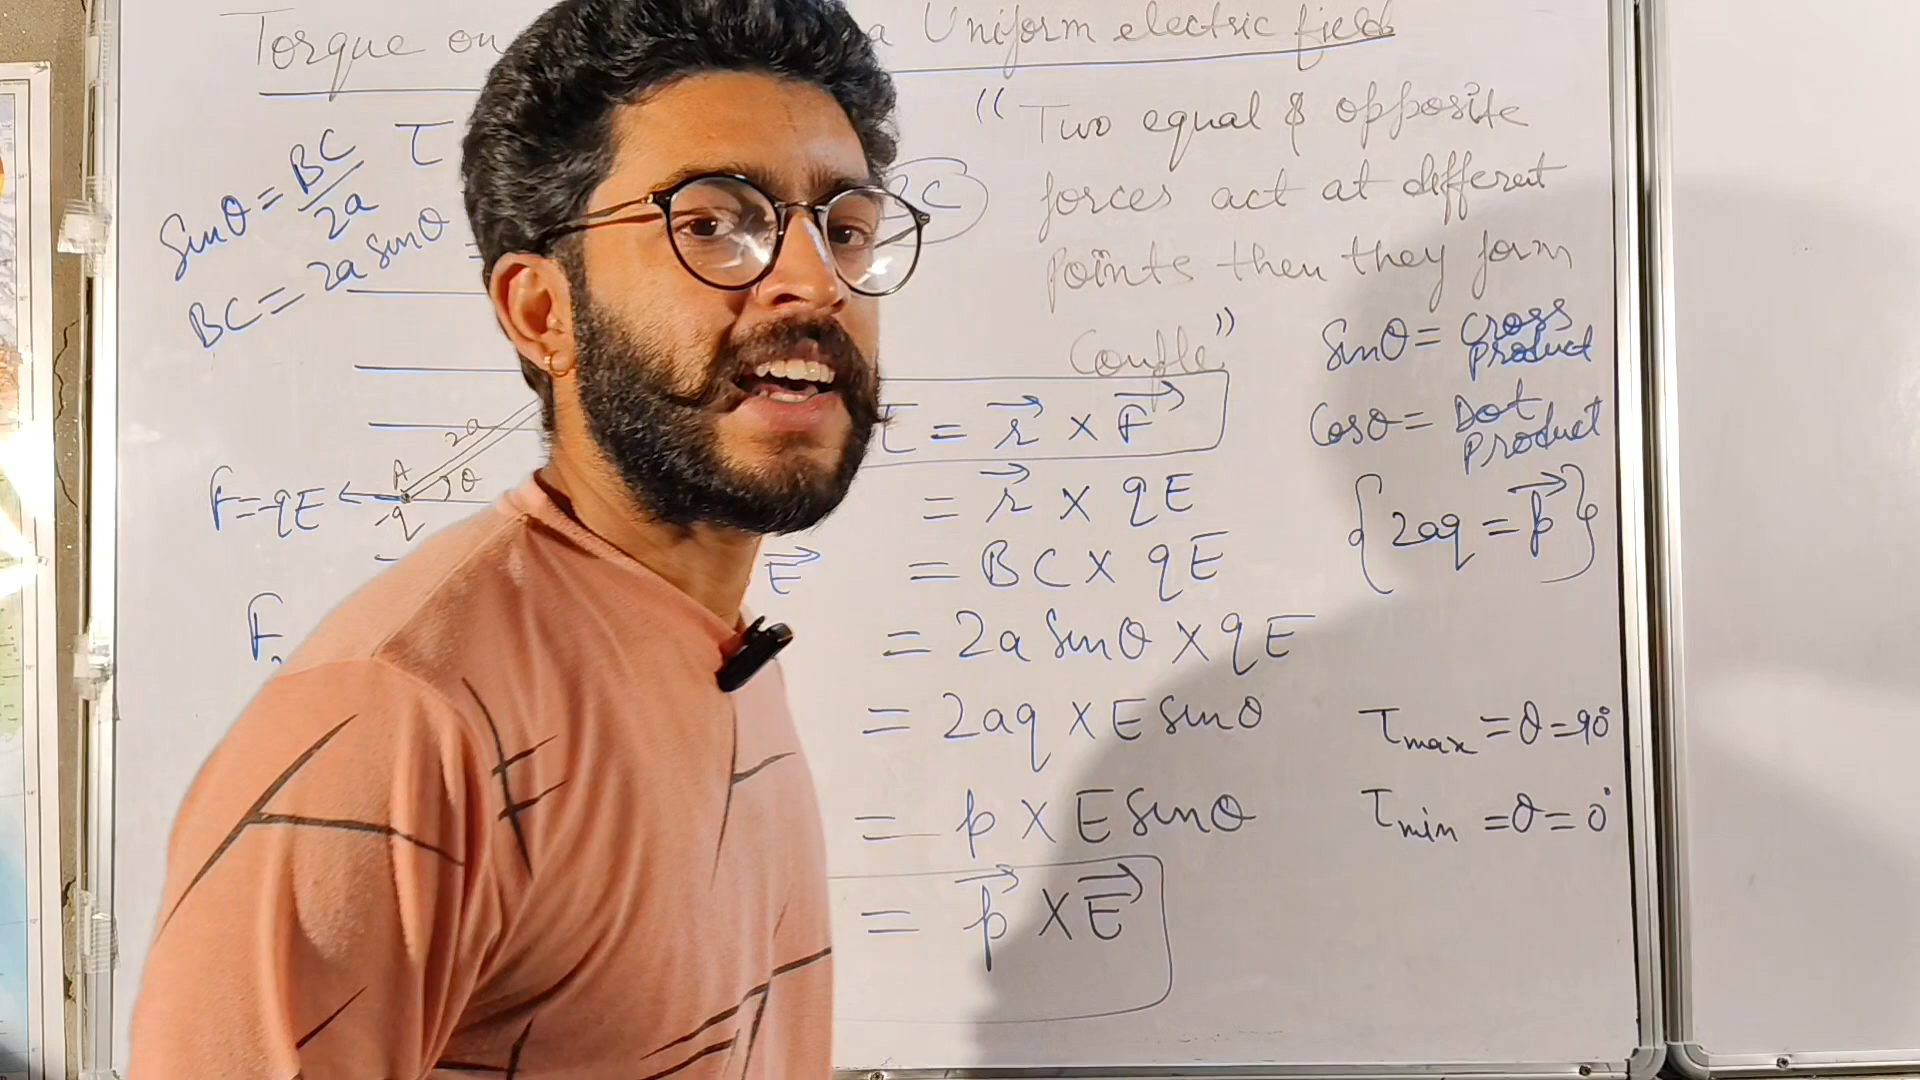 Torque on a Uniform electric field
sinθ = BC/2a
BC = 2a sinθ
τ
BC
"Two equal & opposite
forces act at different
points then they form
Couple"
sinθ = cross product
cosθ = Dot product
{2aq = p⃗}
2a
A
θ
F=qE
-q
E⃗
F
τ = r⃗ × F⃗
= r⃗ × qE
= BC × qE
= 2a sinθ × qE
= 2aq × E sinθ
= p × E sinθ
= p⃗ × E⃗
τmax = θ = 90°
τmin = θ = 0°